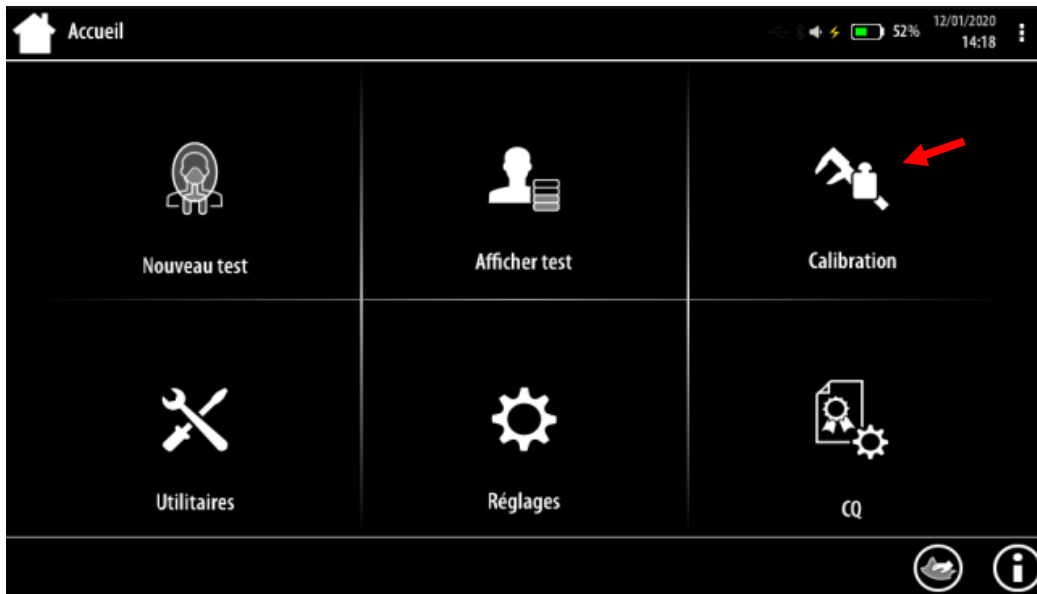 Accueil
52%
12/01/2020
14:18
Nouveau test
Afficher test
Calibration
Utilitaires
Réglages
CQ